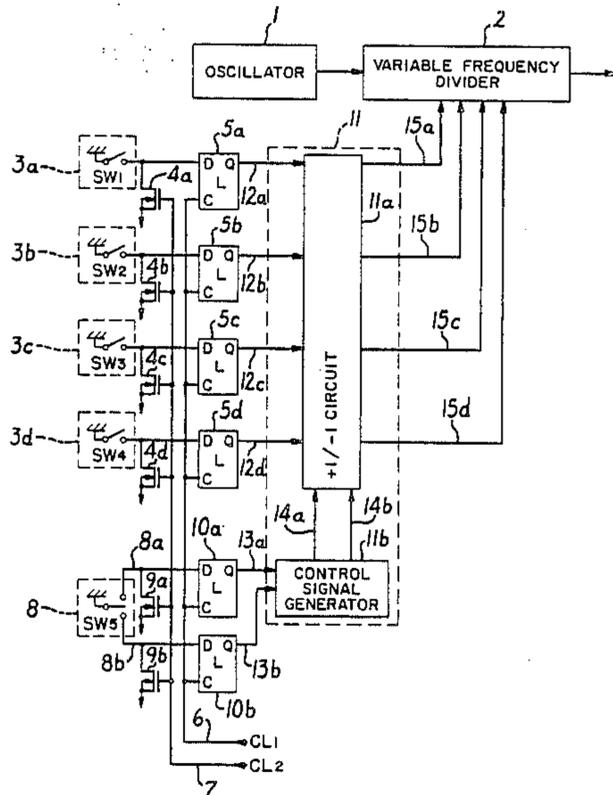 1
2
OSCILLATOR
VARIABLE FREQUENCY
DIVIDER
11
15a
15b
15c
15d
11a
+1/-1 CIRCUIT
3a
SW1
4a
5a
D Q
L
C
12a
3b
SW2
4b
5b
D Q
L
C
12b
3c
SW3
4c
5c
D Q
L
C
12c
3d
SW4
4d
5d
D Q
L
C
12d
14a
14b
11b
CONTROL
SIGNAL
GENERATOR
8
8a
SW5
8b
9a
9b
10a
D Q
L
C
13a
D Q
L
C
13b
10b
6
CL1
CL2
7